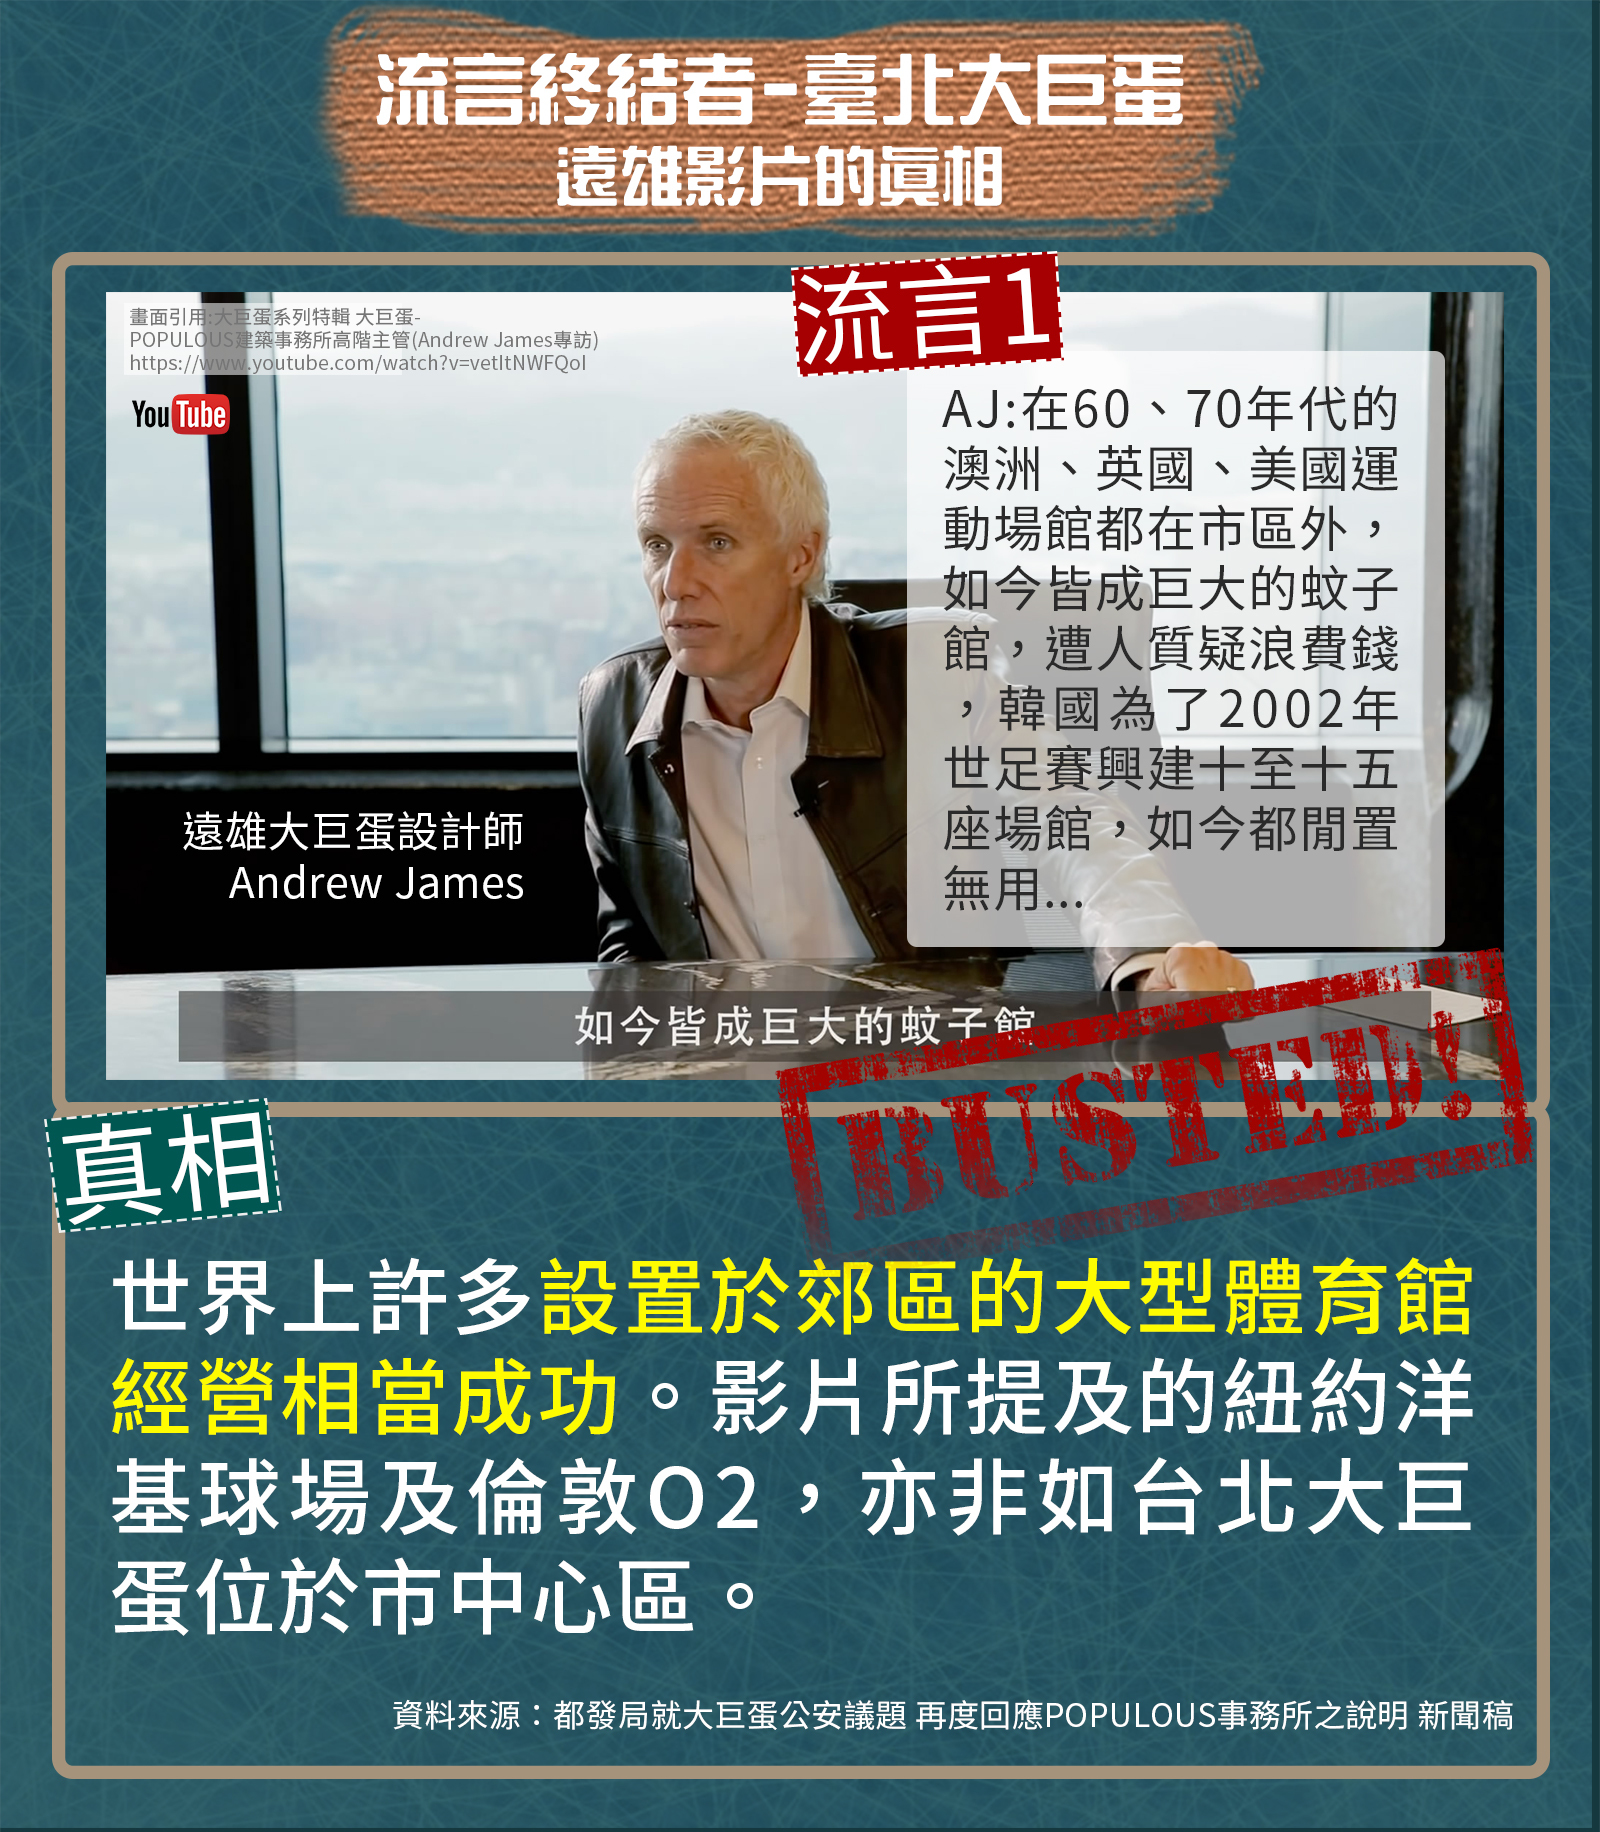 流言終結者-臺北大巨蛋
遠雄影片的真相
流言1
畫面引用:大巨蛋系列特輯 大巨蛋-
POPULOUS建築事務所高階主管(Andrew James專訪)
https://www.youtube.com/watch?v=vetItNWFQoI
YouTube
AJ:在60、70年代的
澳洲、英國、美國運
動場館都在市區外，
如今皆成巨大的蚊子
館，遭人質疑浪費錢
，韓國為了2002年
世足賽興建十至十五
座場館，如今都閒置
無用...
遠雄大巨蛋設計師
Andrew James
如今皆成巨大的蚊子館
BUSTED!
真相
世界上許多設置於郊區的大型體育館
經營相當成功。影片所提及的紐約洋
基球場及倫敦O2，亦非如台北大巨
蛋位於市中心區。
資料來源：都發局就大巨蛋公安議題 再度回應POPULOUS事務所之說明 新聞稿